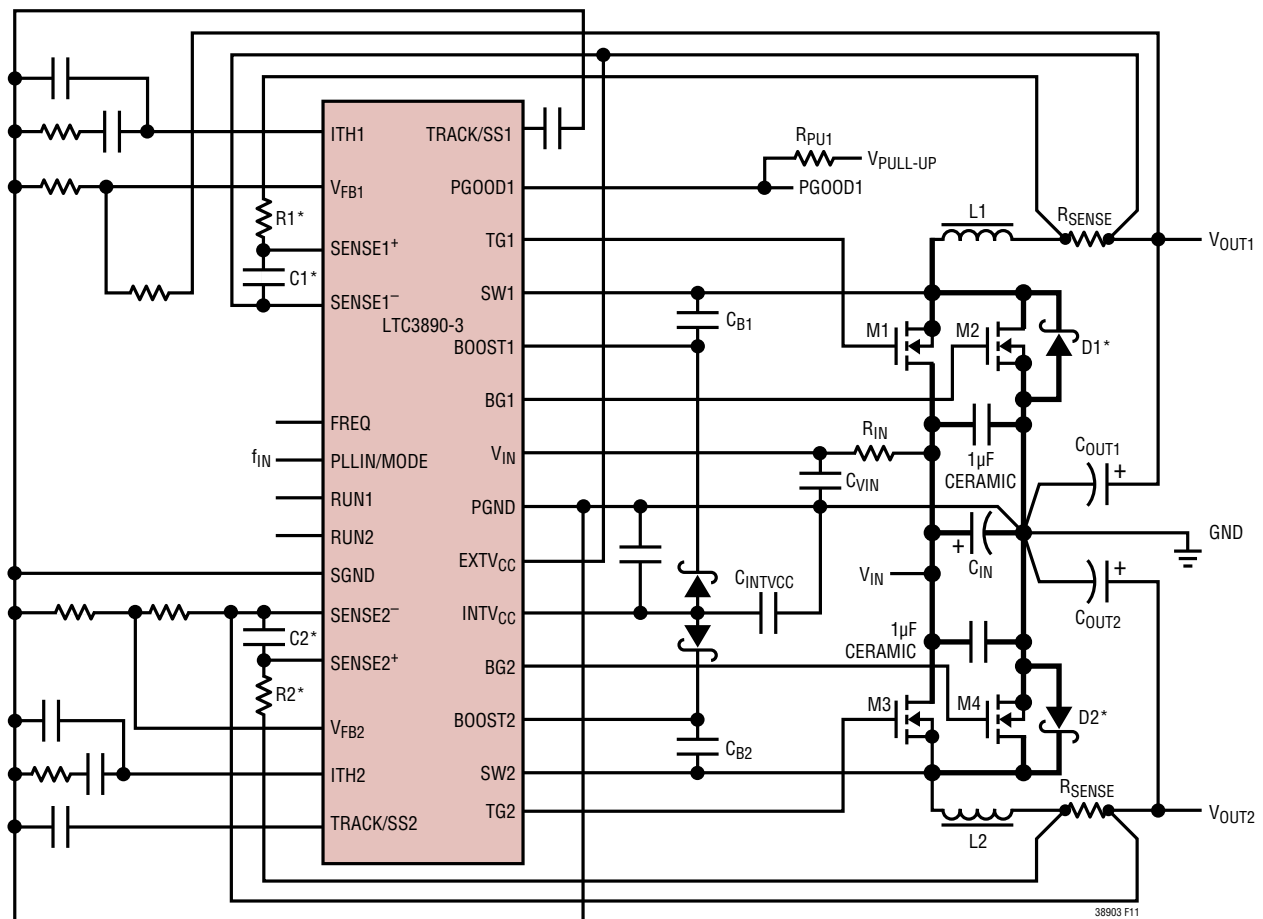 ITH1
TRACK/SS1
RPU1
VPULL-UP
VFB1
PGOOD1
PGOOD1
R1*
L1
RSENSE
SENSE1+
TG1
VOUT1
C1*
SENSE1–
SW1
LTC3890-3
CB1
M1
M2
D1*
BOOST1
BG1
FREQ
RIN
fIN
PLLIN/MODE
VIN
1µF
CERAMIC
COUT1
+
CVIN
RUN1
PGND
RUN2
GND
EXTVCC
+
CIN
SGND
VIN
+
CINTVCC
COUT2
SENSE2–
INTVCC
C2*
1µF
CERAMIC
SENSE2+
BG2
R2*
M3
M4
D2*
VFB2
BOOST2
CB2
ITH2
SW2
RSENSE
TG2
VOUT2
TRACK/SS2
L2
38903 F11